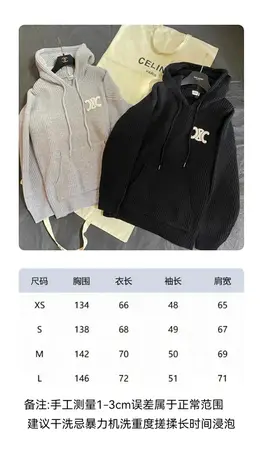 CELINE
PARIS
尺码 胸围 衣长 袖长 肩宽
XS 134 66 48 65
S 138 68 49 67
M 142 70 50 69
L 146 72 51 71
备注:手工测量1-3cm误差属于正常范围
建议干洗忌暴力机洗重度搓揉长时间浸泡